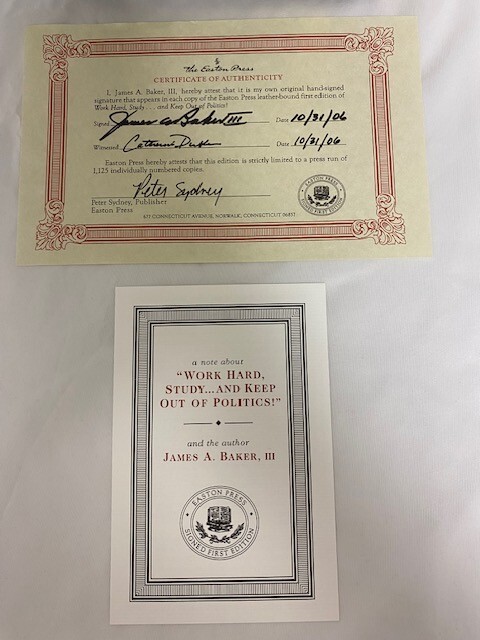 The Easton Press
CERTIFICATE OF AUTHENTICITY
I, James A. Baker, III, hereby attest that it is my own original hand-signed
signature that appears in each copy of the Easton Press leather-bound first edition of
Work Hard, Study . . . and Keep Out of Politics!
Signed James A Baker III Date 10/31/06
Witnessed Date 10/31/06
Easton Press hereby attests that this edition is strictly limited to a press run of
1,125 individually numbered copies.
Peter Sydney
Peter Sydney, Publisher
Easton Press
EASTON PRESS
SIGNED FIRST EDITION
47 CONNECTICUT AVENUE, NORWALK, CONNECTICUT
a note about
"WORK HARD,
STUDY...AND KEEP
OUT OF POLITICS!"
and the author
JAMES A. BAKER, III
EASTON PRESS
SIGNED FIRST EDITION